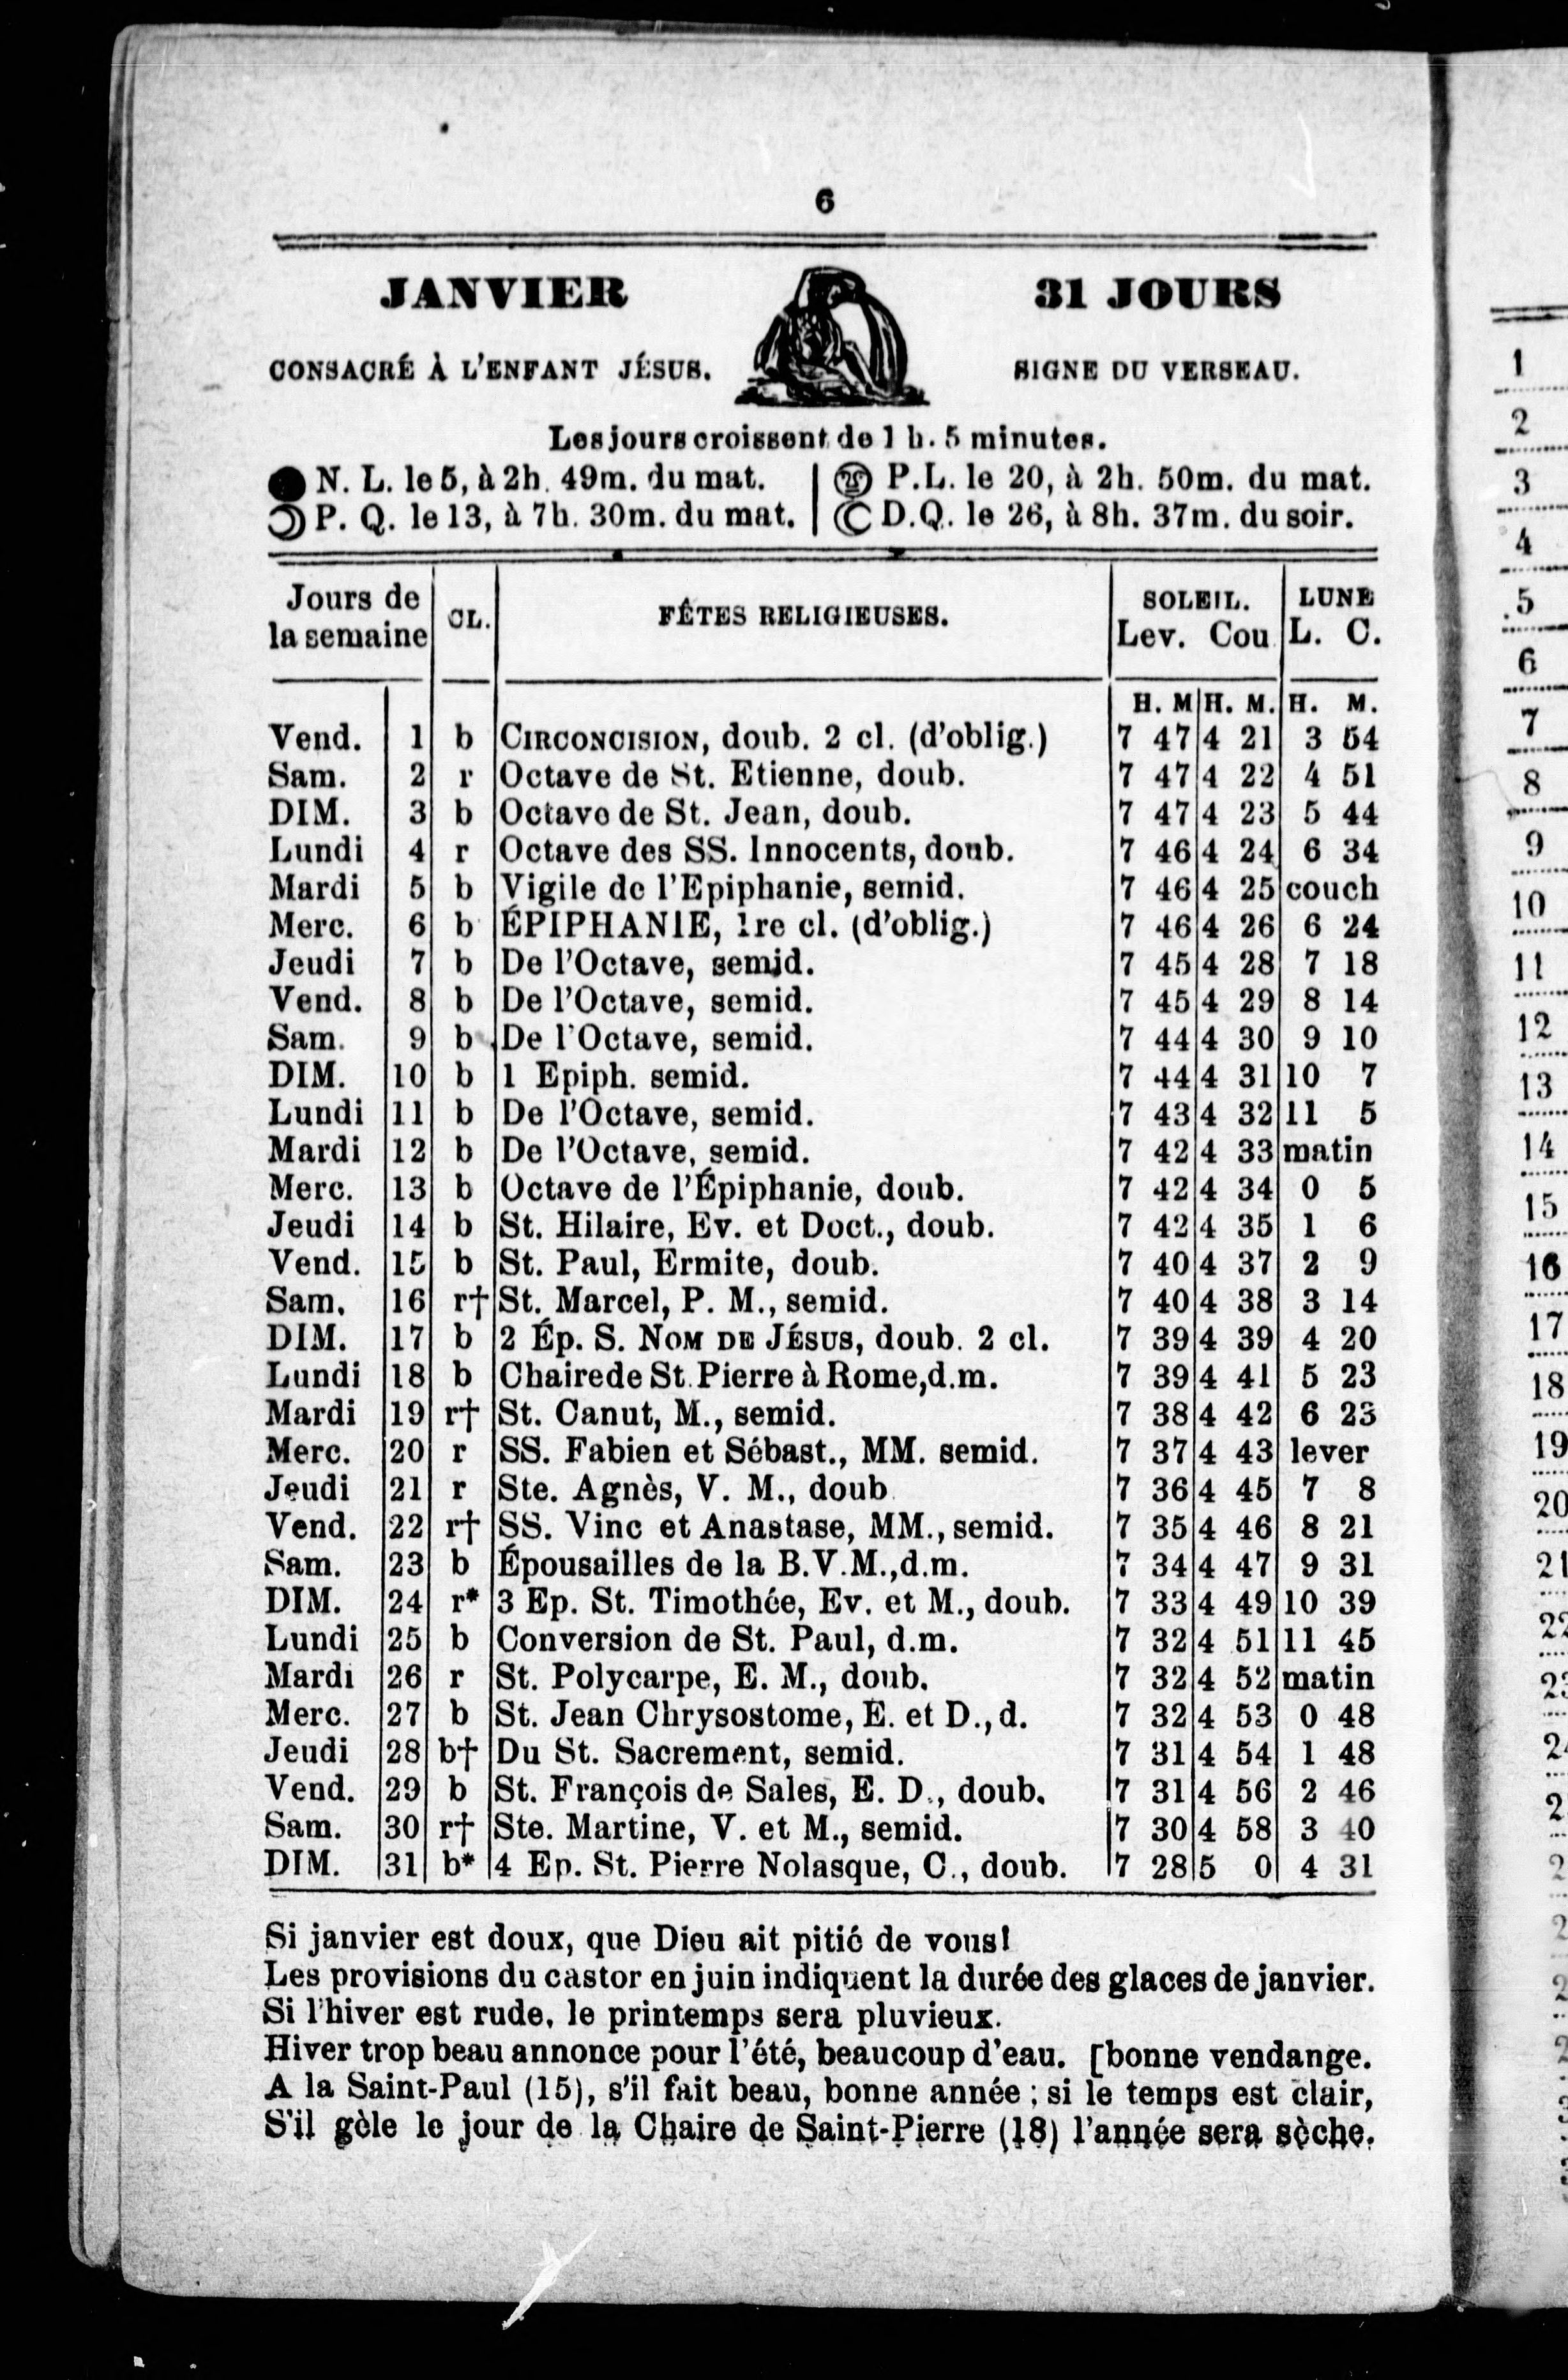 6
JANVIER 31 JOURS
CONSACRÉ À L'ENFANT JÉSUS. SIGNE DU VERSEAU.
Les jours croissent de 1 h. 5 minutes.
N. L. le 5, à 2h. 49m. du mat. | P.L. le 20, à 2h. 50m. du mat.
P. Q. le 13, à 7h. 30m. du mat. | D.Q. le 26, à 8h. 37m. du soir.
Jours de la semaine CL. FÊTES RELIGIEUSES. SOLEIL. Lev. Cou LUNE L. C.
H. M H. M. H. M.
Vend. 1 b CIRCONCISION, doub. 2 cl. (d'oblig.) 7 47 4 21 3 54
Sam. 2 r Octave de St. Etienne, doub. 7 47 4 22 4 51
DIM. 3 b Octave de St. Jean, doub. 7 47 4 23 5 44
Lundi 4 r Octave des SS. Innocents, doub. 7 46 4 24 6 34
Mardi 5 b Vigile de l'Epiphanie, semid. 7 46 4 25 couch
Merc. 6 b ÉPIPHANIE, 1re cl. (d'oblig.) 7 46 4 26 6 24
Jeudi 7 b De l'Octave, semid. 7 45 4 28 7 18
Vend. 8 b De l'Octave, semid. 7 45 4 29 8 14
Sam. 9 b De l'Octave, semid. 7 44 4 30 9 10
DIM. 10 b 1 Epiph. semid. 7 44 4 31 10 7
Lundi 11 b De l'Octave, semid. 7 43 4 32 11 5
Mardi 12 b De l'Octave, semid. 7 42 4 33 matin
Merc. 13 b Octave de l'Épiphanie, doub. 7 42 4 34 0 5
Jeudi 14 b St. Hilaire, Ev. et Doct., doub. 7 42 4 35 1 6
Vend. 15 b St. Paul, Ermite, doub. 7 40 4 37 2 9
Sam. 16 r† St. Marcel, P. M., semid. 7 40 4 38 3 14
DIM. 17 b 2 Ép. S. NOM DE JÉSUS, doub. 2 cl. 7 39 4 39 4 20
Lundi 18 b Chaire de St. Pierre à Rome, d.m. 7 39 4 41 5 23
Mardi 19 r† St. Canut, M., semid. 7 38 4 42 6 23
Merc. 20 r SS. Fabien et Sébast., MM. semid. 7 37 4 43 lever
Jeudi 21 r Ste. Agnès, V. M., doub 7 36 4 45 7 8
Vend. 22 r† SS. Vinc et Anastase, MM., semid. 7 35 4 46 8 21
Sam. 23 b Épousailles de la B.V.M., d.m. 7 34 4 47 9 31
DIM. 24 r* 3 Ep. St. Timothée, Ev. et M., doub. 7 33 4 49 10 39
Lundi 25 b Conversion de St. Paul, d.m. 7 32 4 51 11 45
Mardi 26 r St. Polycarpe, E. M., doub. 7 32 4 52 matin
Merc. 27 b St. Jean Chrysostome, E. et D., d. 7 32 4 53 0 48
Jeudi 28 b† Du St. Sacrement, semid. 7 31 4 54 1 48
Vend. 29 b St. François de Sales, E. D., doub. 7 31 4 56 2 46
Sam. 30 r† Ste. Martine, V. et M., semid. 7 30 4 58 3 40
DIM. 31 b* 4 Ep. St. Pierre Nolasque, C., doub. 7 28 5 0 4 31
Si janvier est doux, que Dieu ait pitié de vous!
Les provisions du castor en juin indiquent la durée des glaces de janvier.
Si l'hiver est rude, le printemps sera pluvieux.
Hiver trop beau annonce pour l'été, beaucoup d'eau. [bonne vendange.
A la Saint-Paul (15), s'il fait beau, bonne année ; si le temps est clair,
S'il gèle le jour de la Chaire de Saint-Pierre (18) l'année sera sèche.
1
2
3
4
5
6
7
8
9
10
11
12
13
14
15
16
17
18
19
20
21